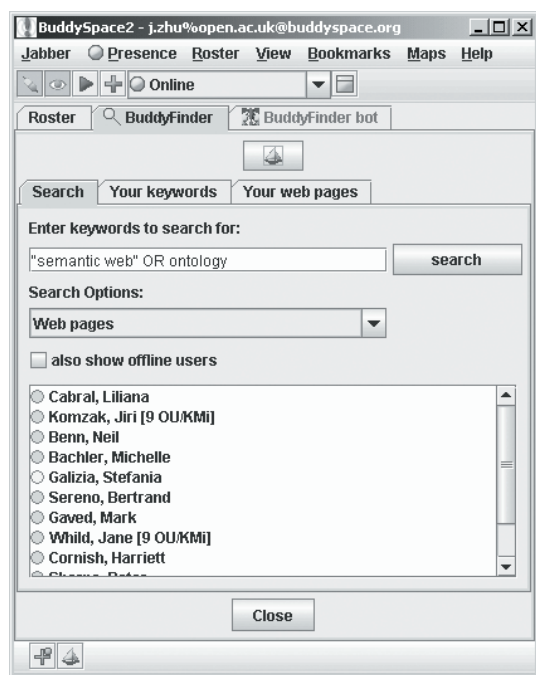 BuddySpace2 - j.zhu%open.ac.uk@buddyspace.org
Jabber Presence Roster View Bookmarks Maps Help
Online
Roster BuddyFinder BuddyFinder bot
Search Your keywords Your web pages
Enter keywords to search for:
"semantic web" OR ontology search
Search Options:
Web pages
also show offline users
Cabral, Liliana
Komzak, Jiri [9 OU/KMi]
Benn, Neil
Bachler, Michelle
Galizia, Stefania
Sereno, Bertrand
Gaved, Mark
Whild, Jane [9 OU/KMi]
Cornish, Harriett
Close